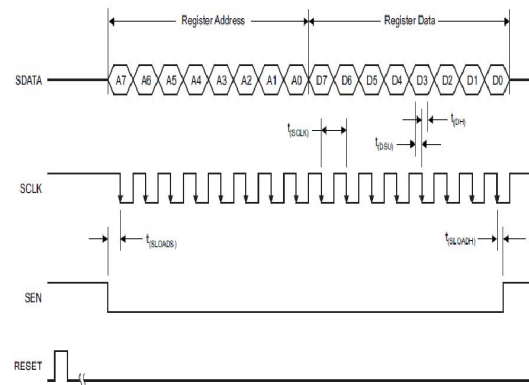 Register Address Register Data
SDATA A7 A6 A5 A4 A3 A2 A1 A0 D7 D6 D5 D4 D3 D2 D1 D0
t(SCLK) t(DH)
t(DSU)
SCLK
t(SLOADS) t(SLOADH)
SEN
RESET